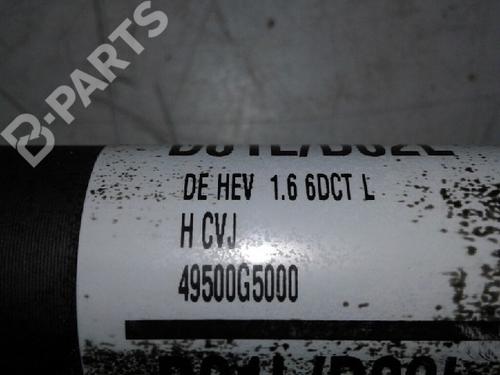 B-PARTS
DE HEV 1.6 6DCT L
H CVJ
49500G5000